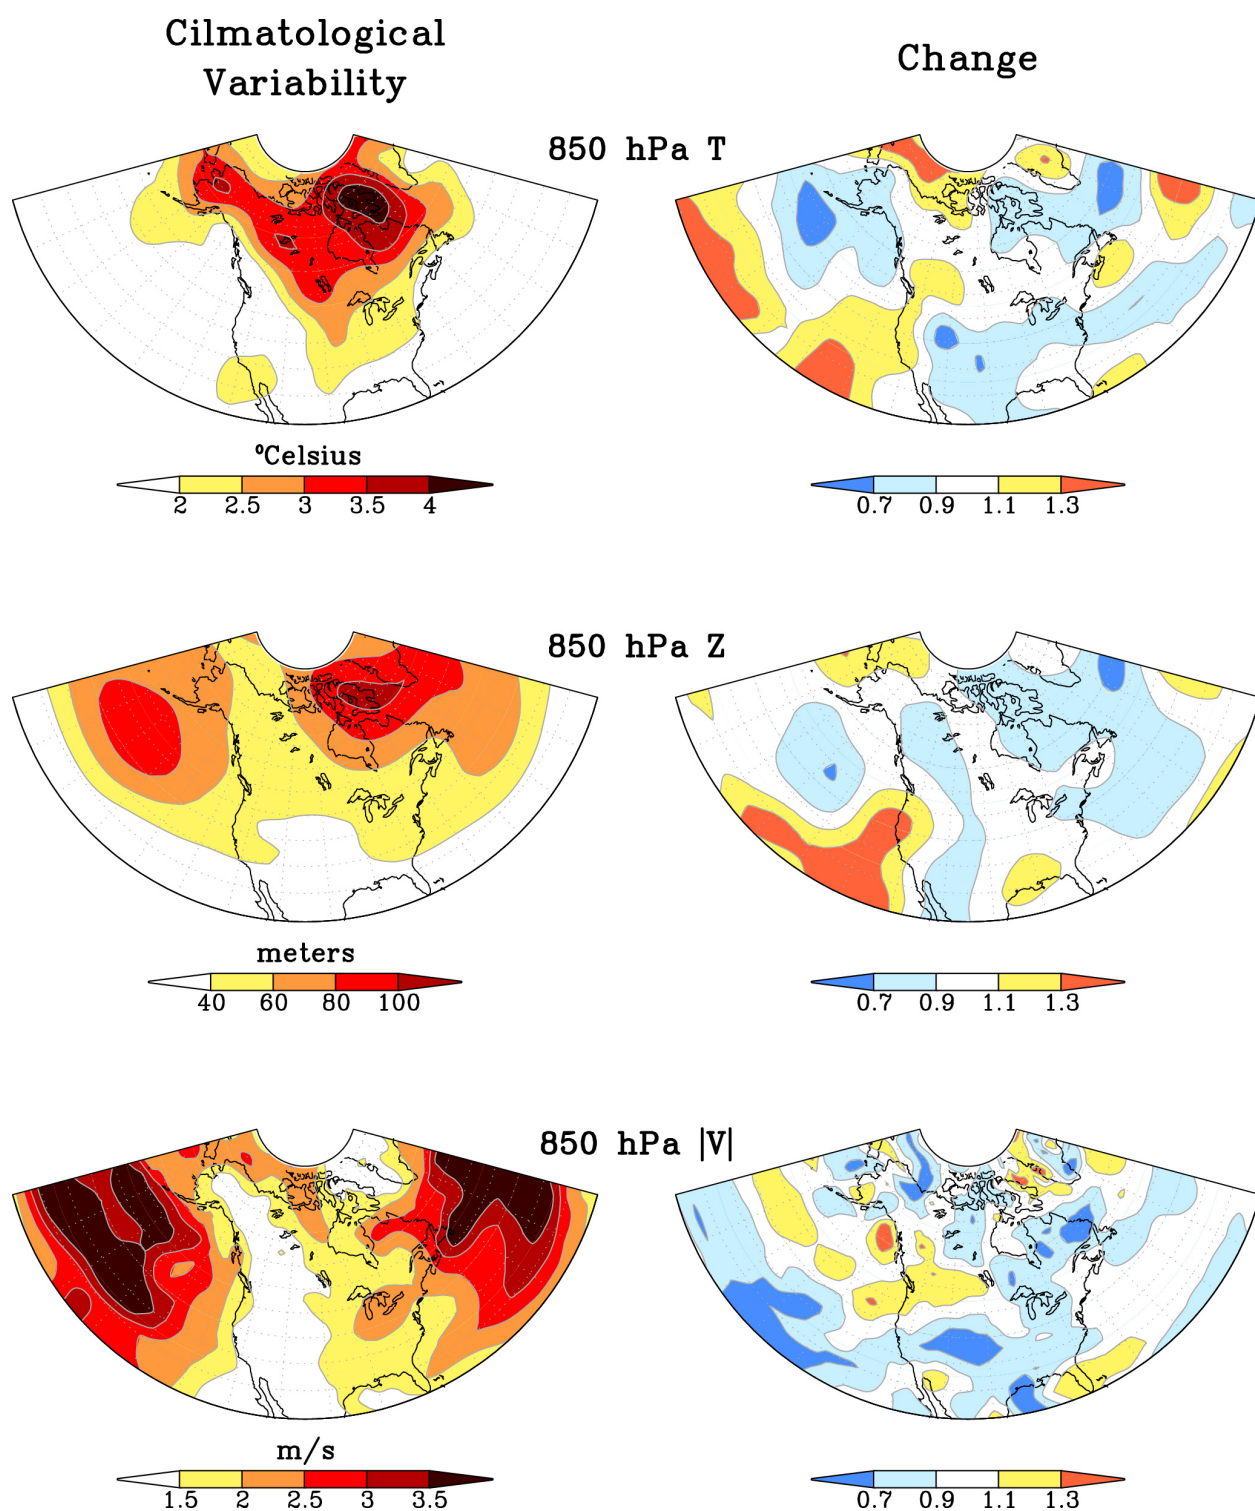 Cilmatological
Variability
Change
850 hPa T
°Celsius
2 2.5 3 3.5 4
0.7 0.9 1.1 1.3
850 hPa Z
meters
40 60 80 100
0.7 0.9 1.1 1.3
850 hPa |V|
m/s
1.5 2 2.5 3 3.5
0.7 0.9 1.1 1.3